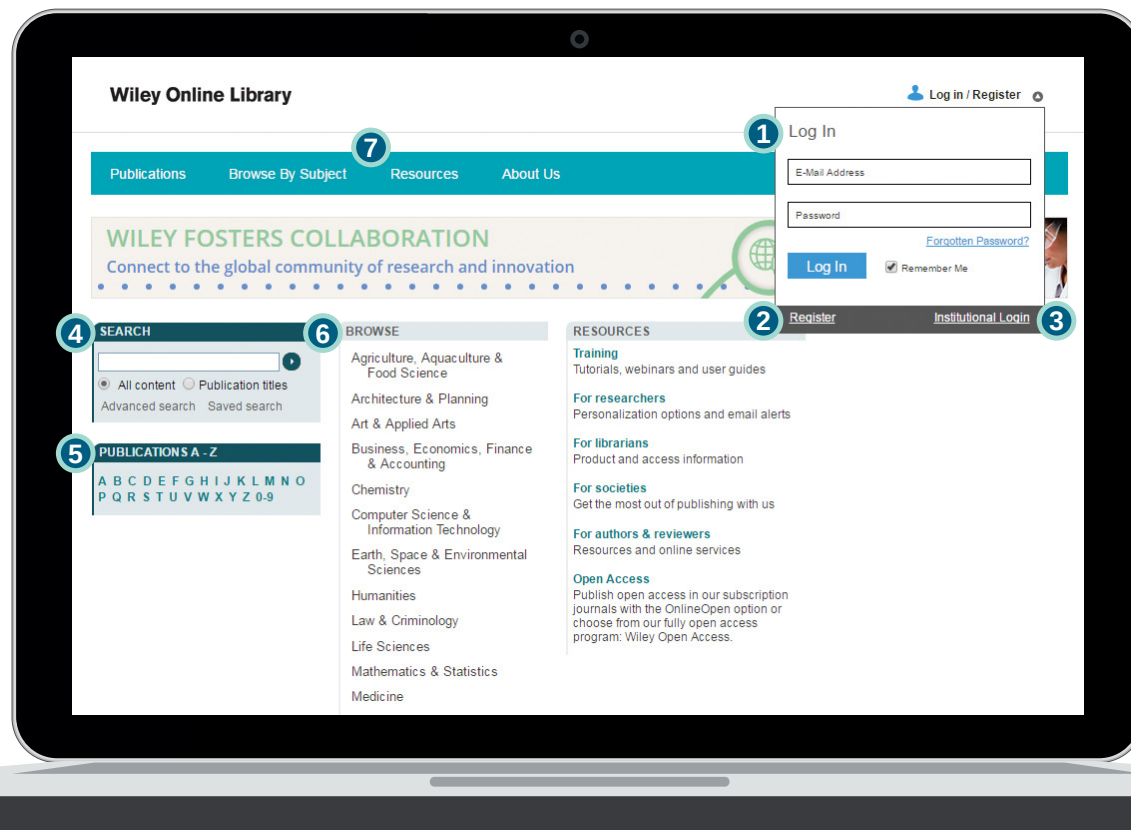 Wiley Online Library
Log in / Register
1
Log In
7
Publications
Browse By Subject
Resources
About Us
E-Mail Address
Password
Forgotten Password?
Log In
Remember Me
WILEY FOSTERS COLLABORATION
Connect to the global community of research and innovation
2
Register
Institutional Login
3
4
SEARCH
All content
Publication titles
Advanced search
Saved search
5
PUBLICATIONS A - Z
A B C D E F G H I J K L M N O
P Q R S T U V W X Y Z 0-9
6
BROWSE
Agriculture, Aquaculture &
Food Science
Architecture & Planning
Art & Applied Arts
Business, Economics, Finance
& Accounting
Chemistry
Computer Science &
Information Technology
Earth, Space & Environmental
Sciences
Humanities
Law & Criminology
Life Sciences
Mathematics & Statistics
Medicine
RESOURCES
Training
Tutorials, webinars and user guides
For researchers
Personalization options and email alerts
For librarians
Product and access information
For societies
Get the most out of publishing with us
For authors & reviewers
Resources and online services
Open Access
Publish open access in our subscription
journals with the OnlineOpen option or
choose from our fully open access
program: Wiley Open Access.